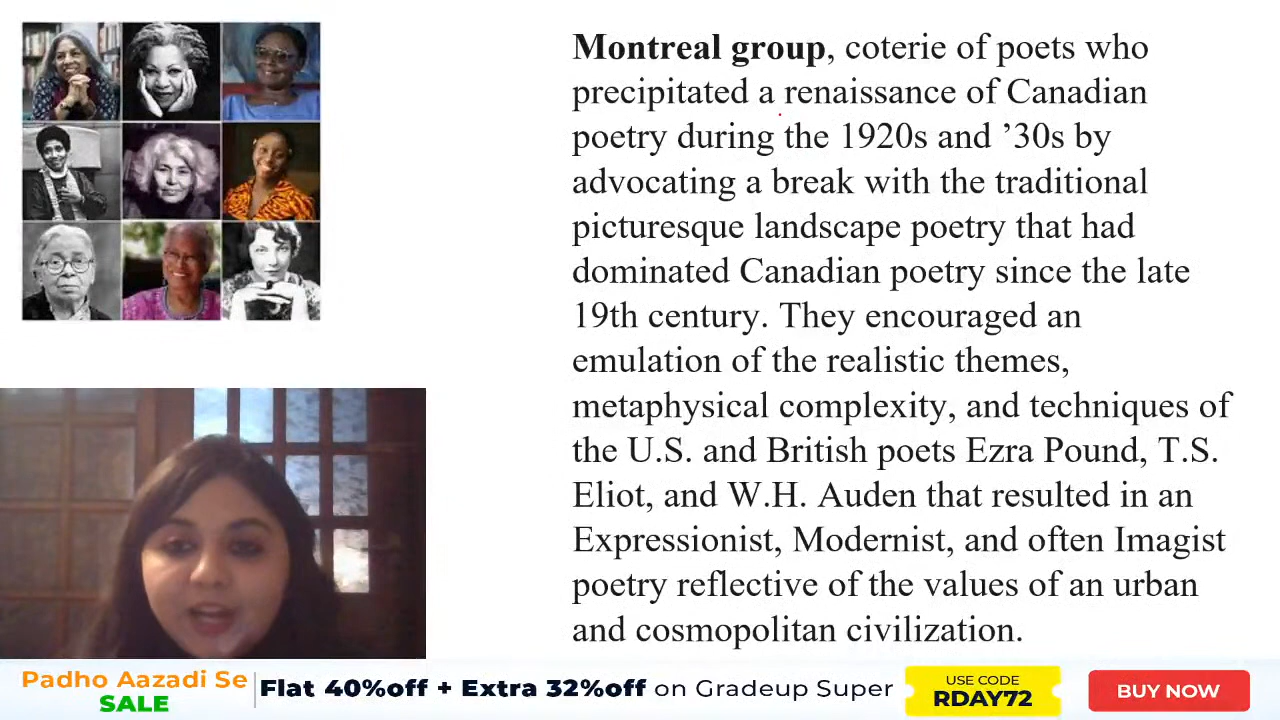 Montreal group, coterie of poets who
precipitated a renaissance of Canadian
poetry during the 1920s and ’30s by
advocating a break with the traditional
picturesque landscape poetry that had
dominated Canadian poetry since the late
19th century. They encouraged an
emulation of the realistic themes,
metaphysical complexity, and techniques of
the U.S. and British poets Ezra Pound, T.S.
Eliot, and W.H. Auden that resulted in an
Expressionist, Modernist, and often Imagist
poetry reflective of the values of an urban
and cosmopolitan civilization.
Padho Aazadi Se
SALE
Flat 40%off + Extra 32%off on Gradeup Super
USE CODE
RDAY72
BUY NOW